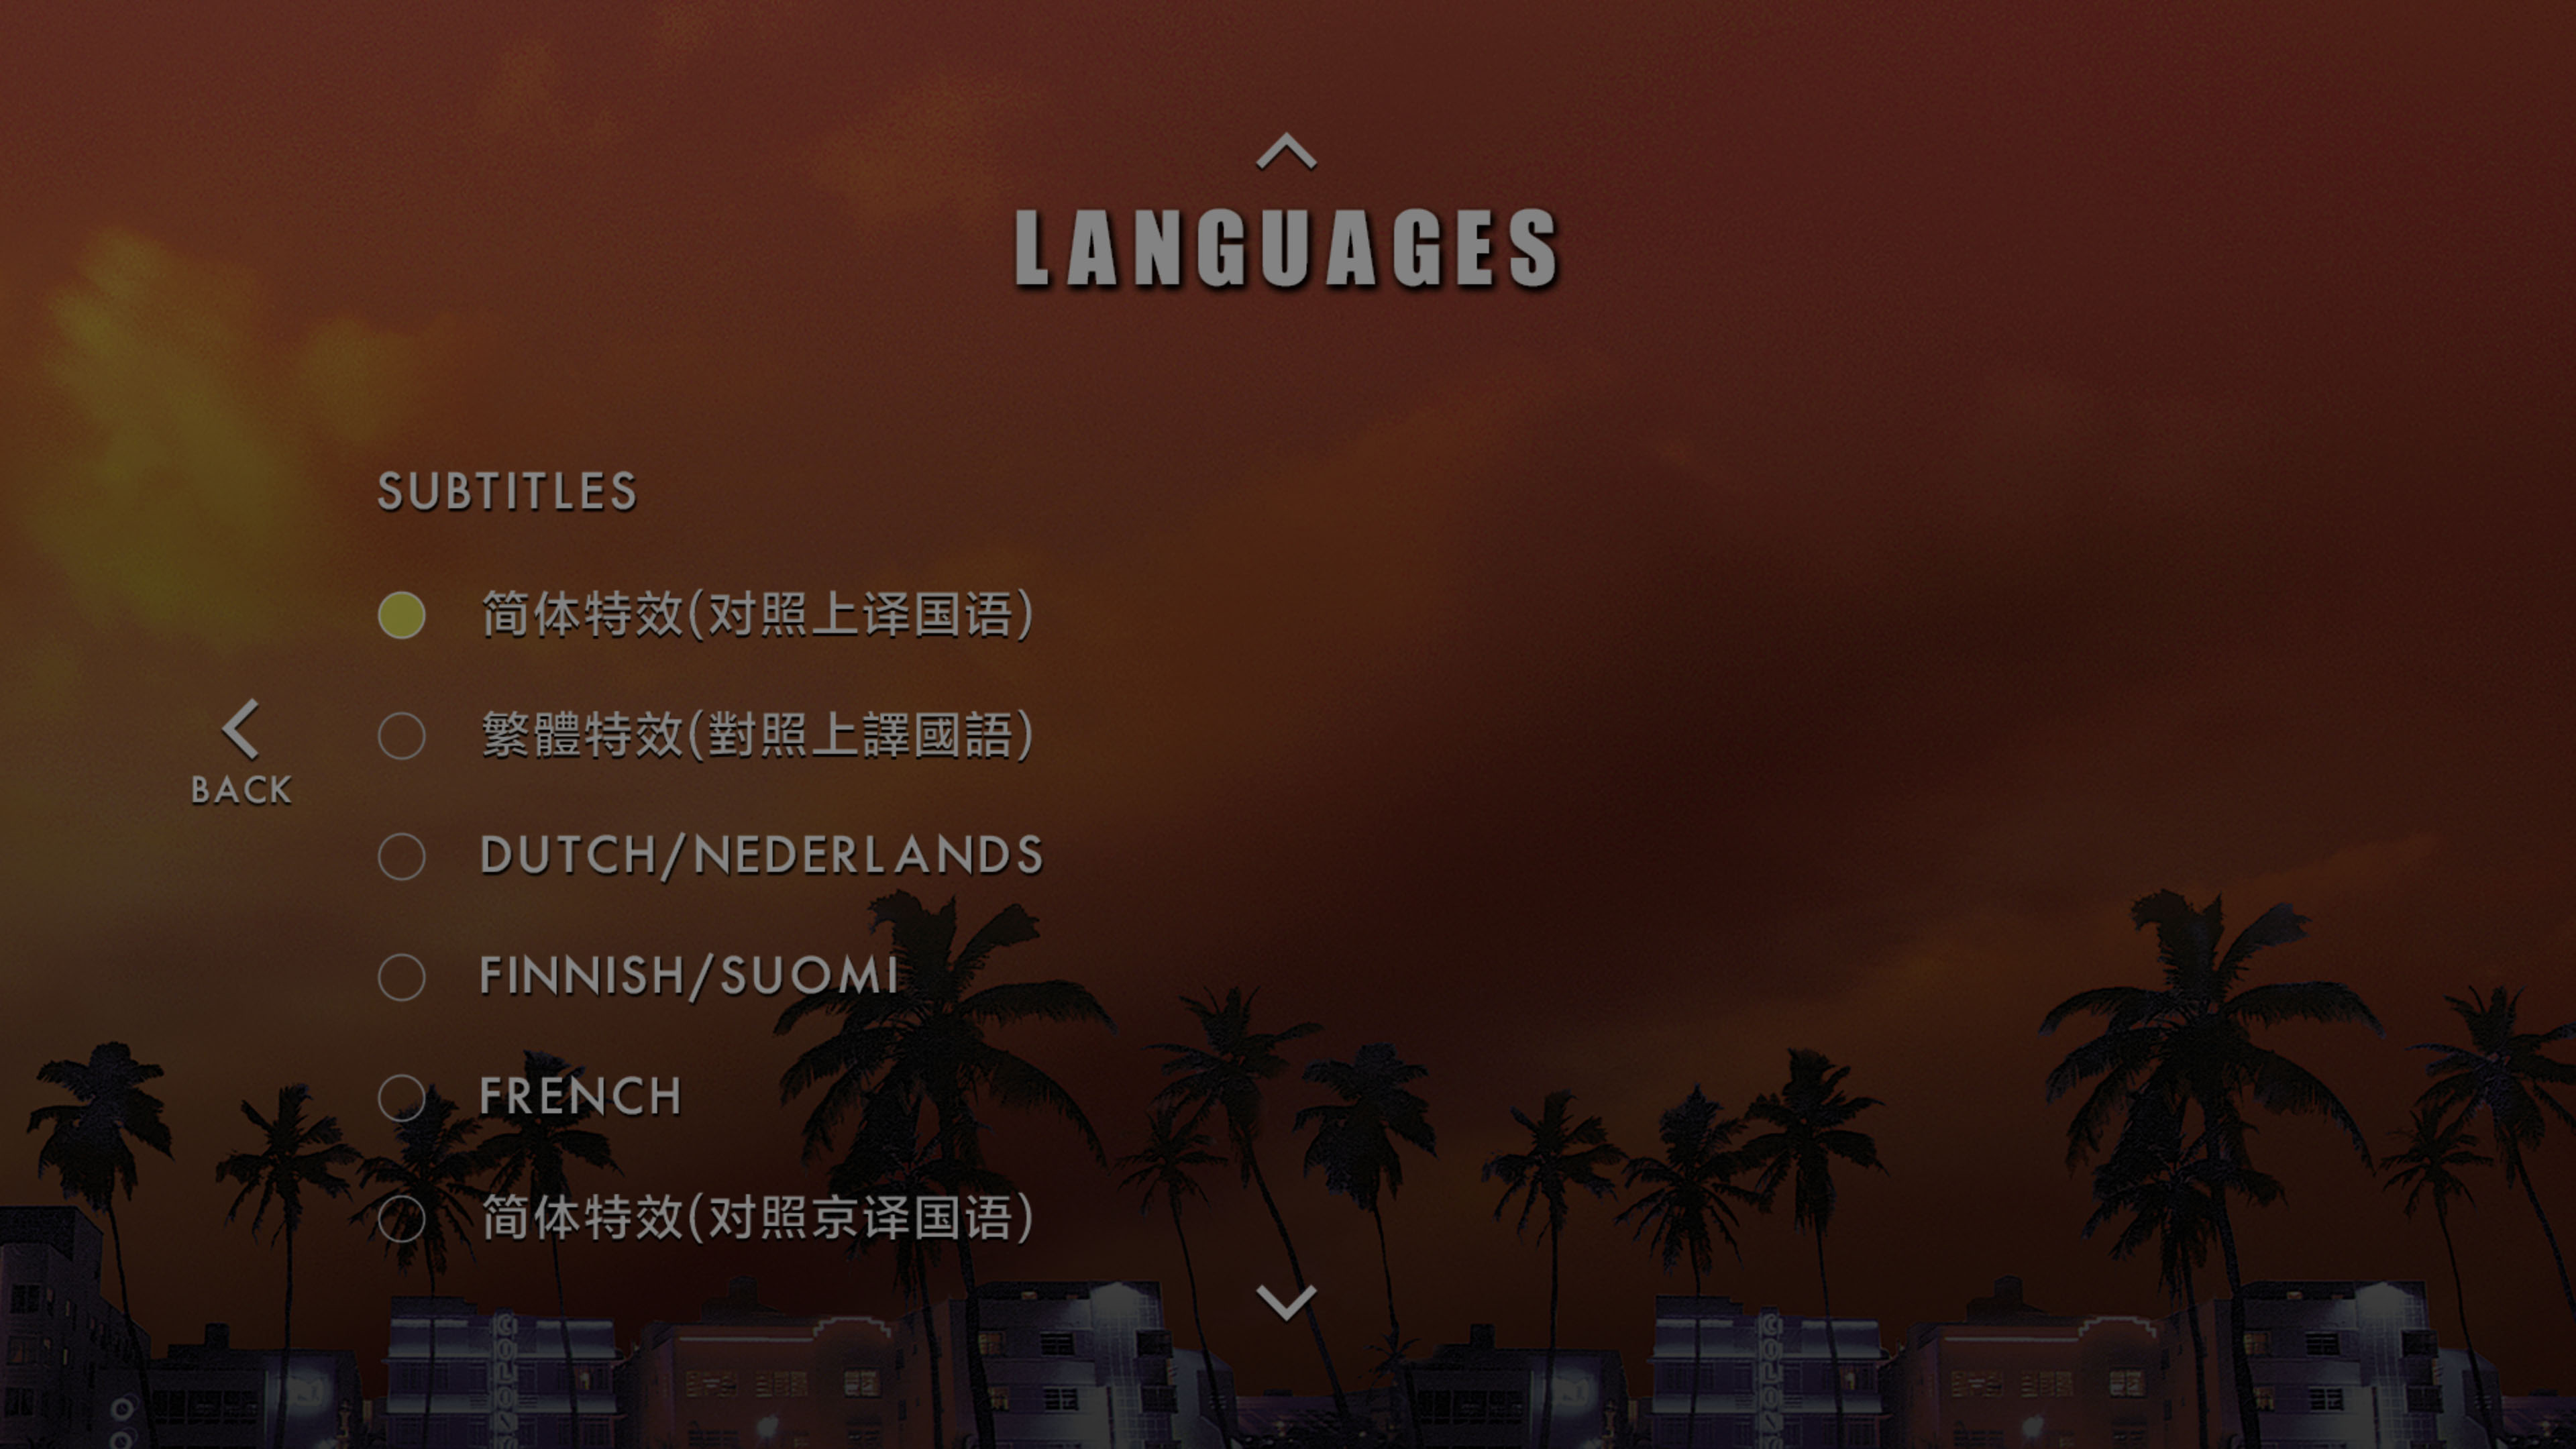 LANGUAGES
SUBTITLES
简体特效(对照上译国语)
繁體特效(對照上譯國語)
BACK
DUTCH/NEDERLANDS
FINNISH/SUOMI
FRENCH
简体特效(对照京译国语)
COLONY
COLONY